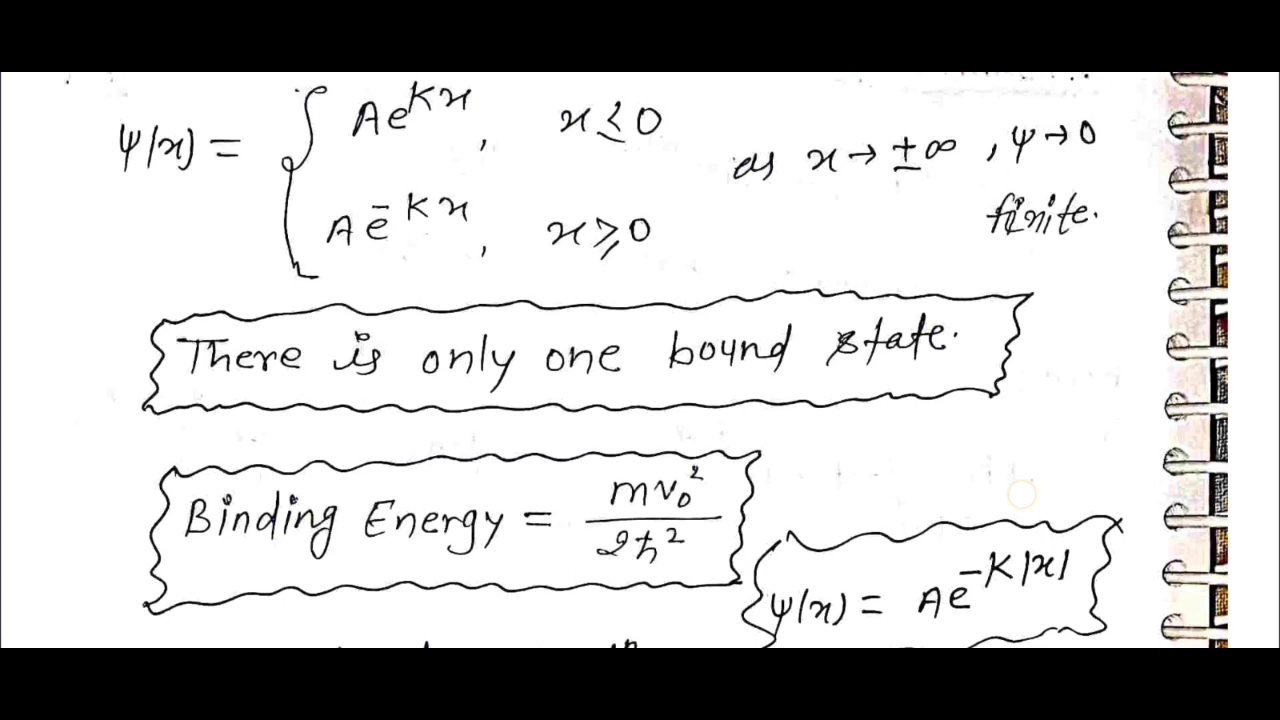 ψ(x) = { Ae^{Kx}, x ≤ 0
as x → ±∞, ψ → 0
Ae^{-Kx}, x ≥ 0
finite.
There is only one bound state.
Binding Energy = mv₀²/2ℏ²
ψ(x) = Ae^{-K|x|}